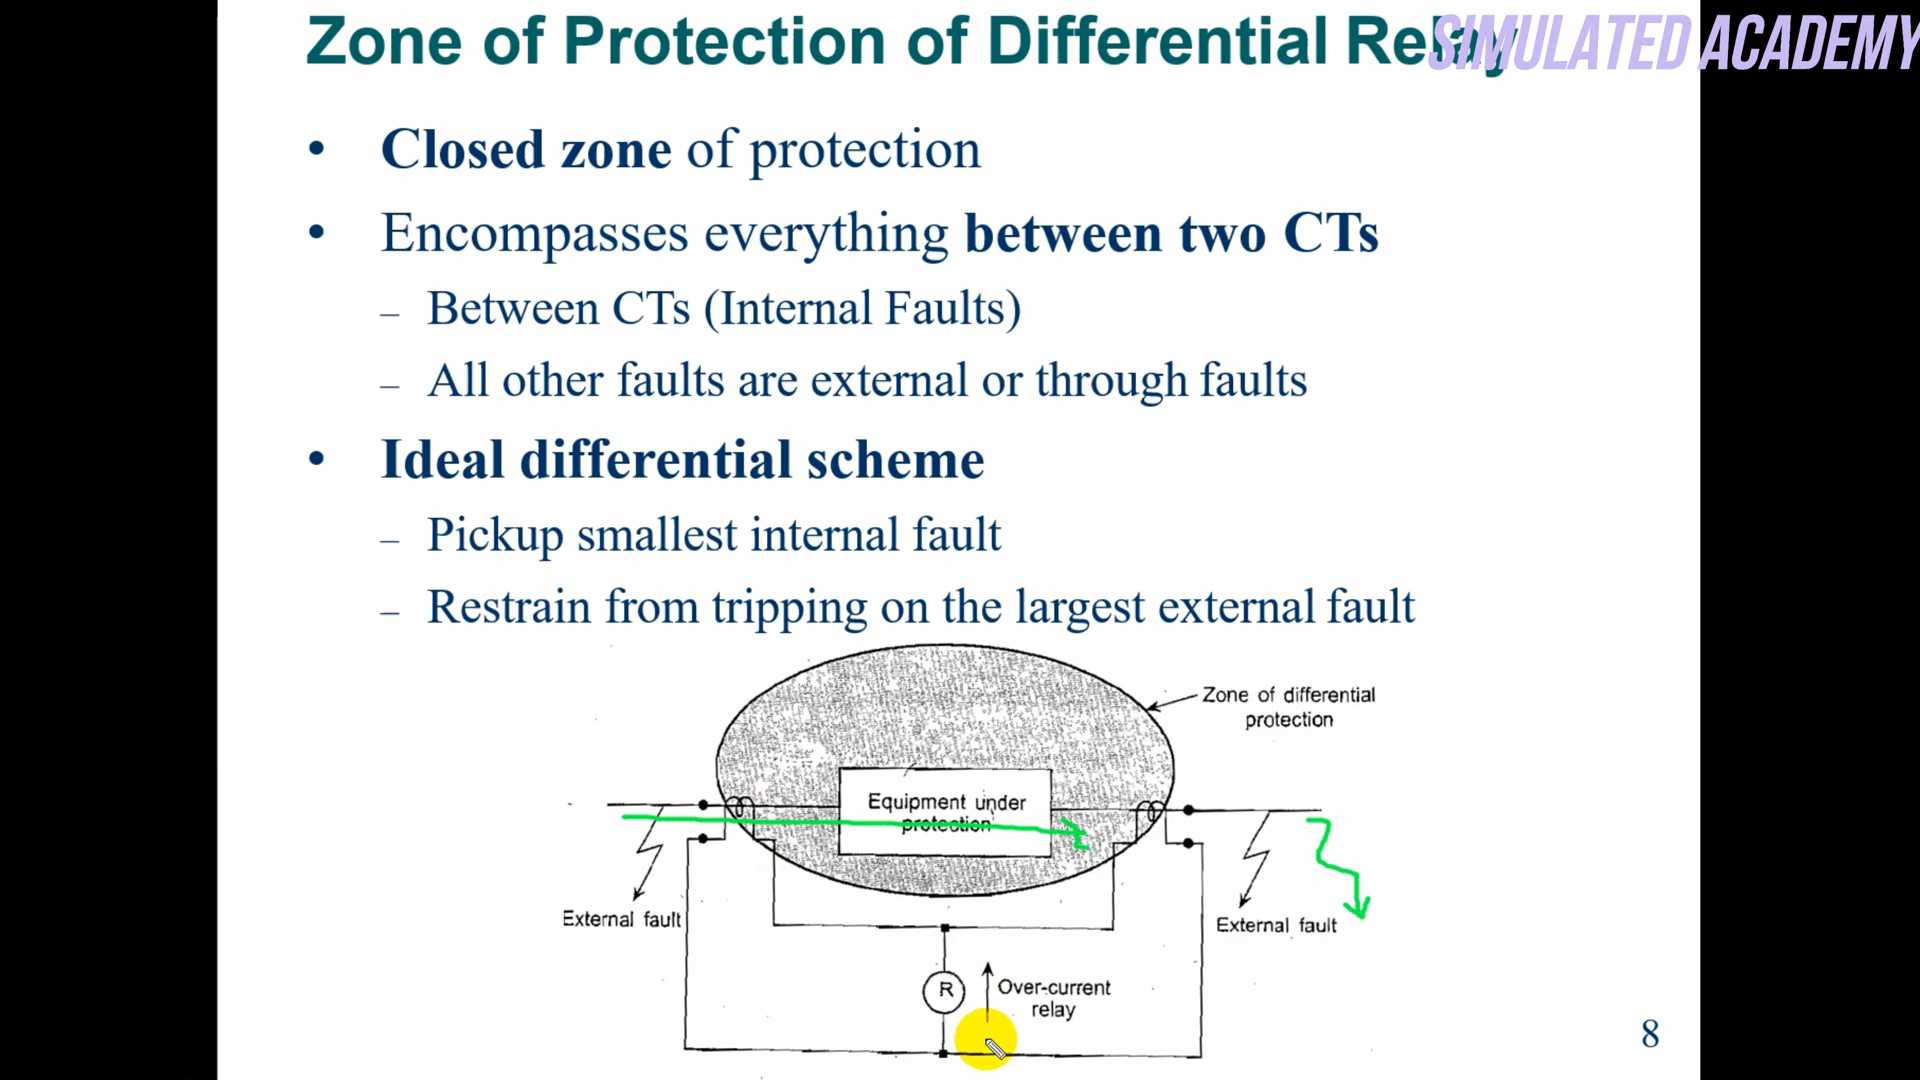 Zone of Protection of Differential Relay
SIMULATED ACADEMY
• Closed zone of protection
• Encompasses everything between two CTs
– Between CTs (Internal Faults)
– All other faults are external or through faults
• Ideal differential scheme
– Pickup smallest internal fault
– Restrain from tripping on the largest external fault
Zone of differential
protection
Equipment under
protection
External fault
External fault
R
Over-current
relay
8